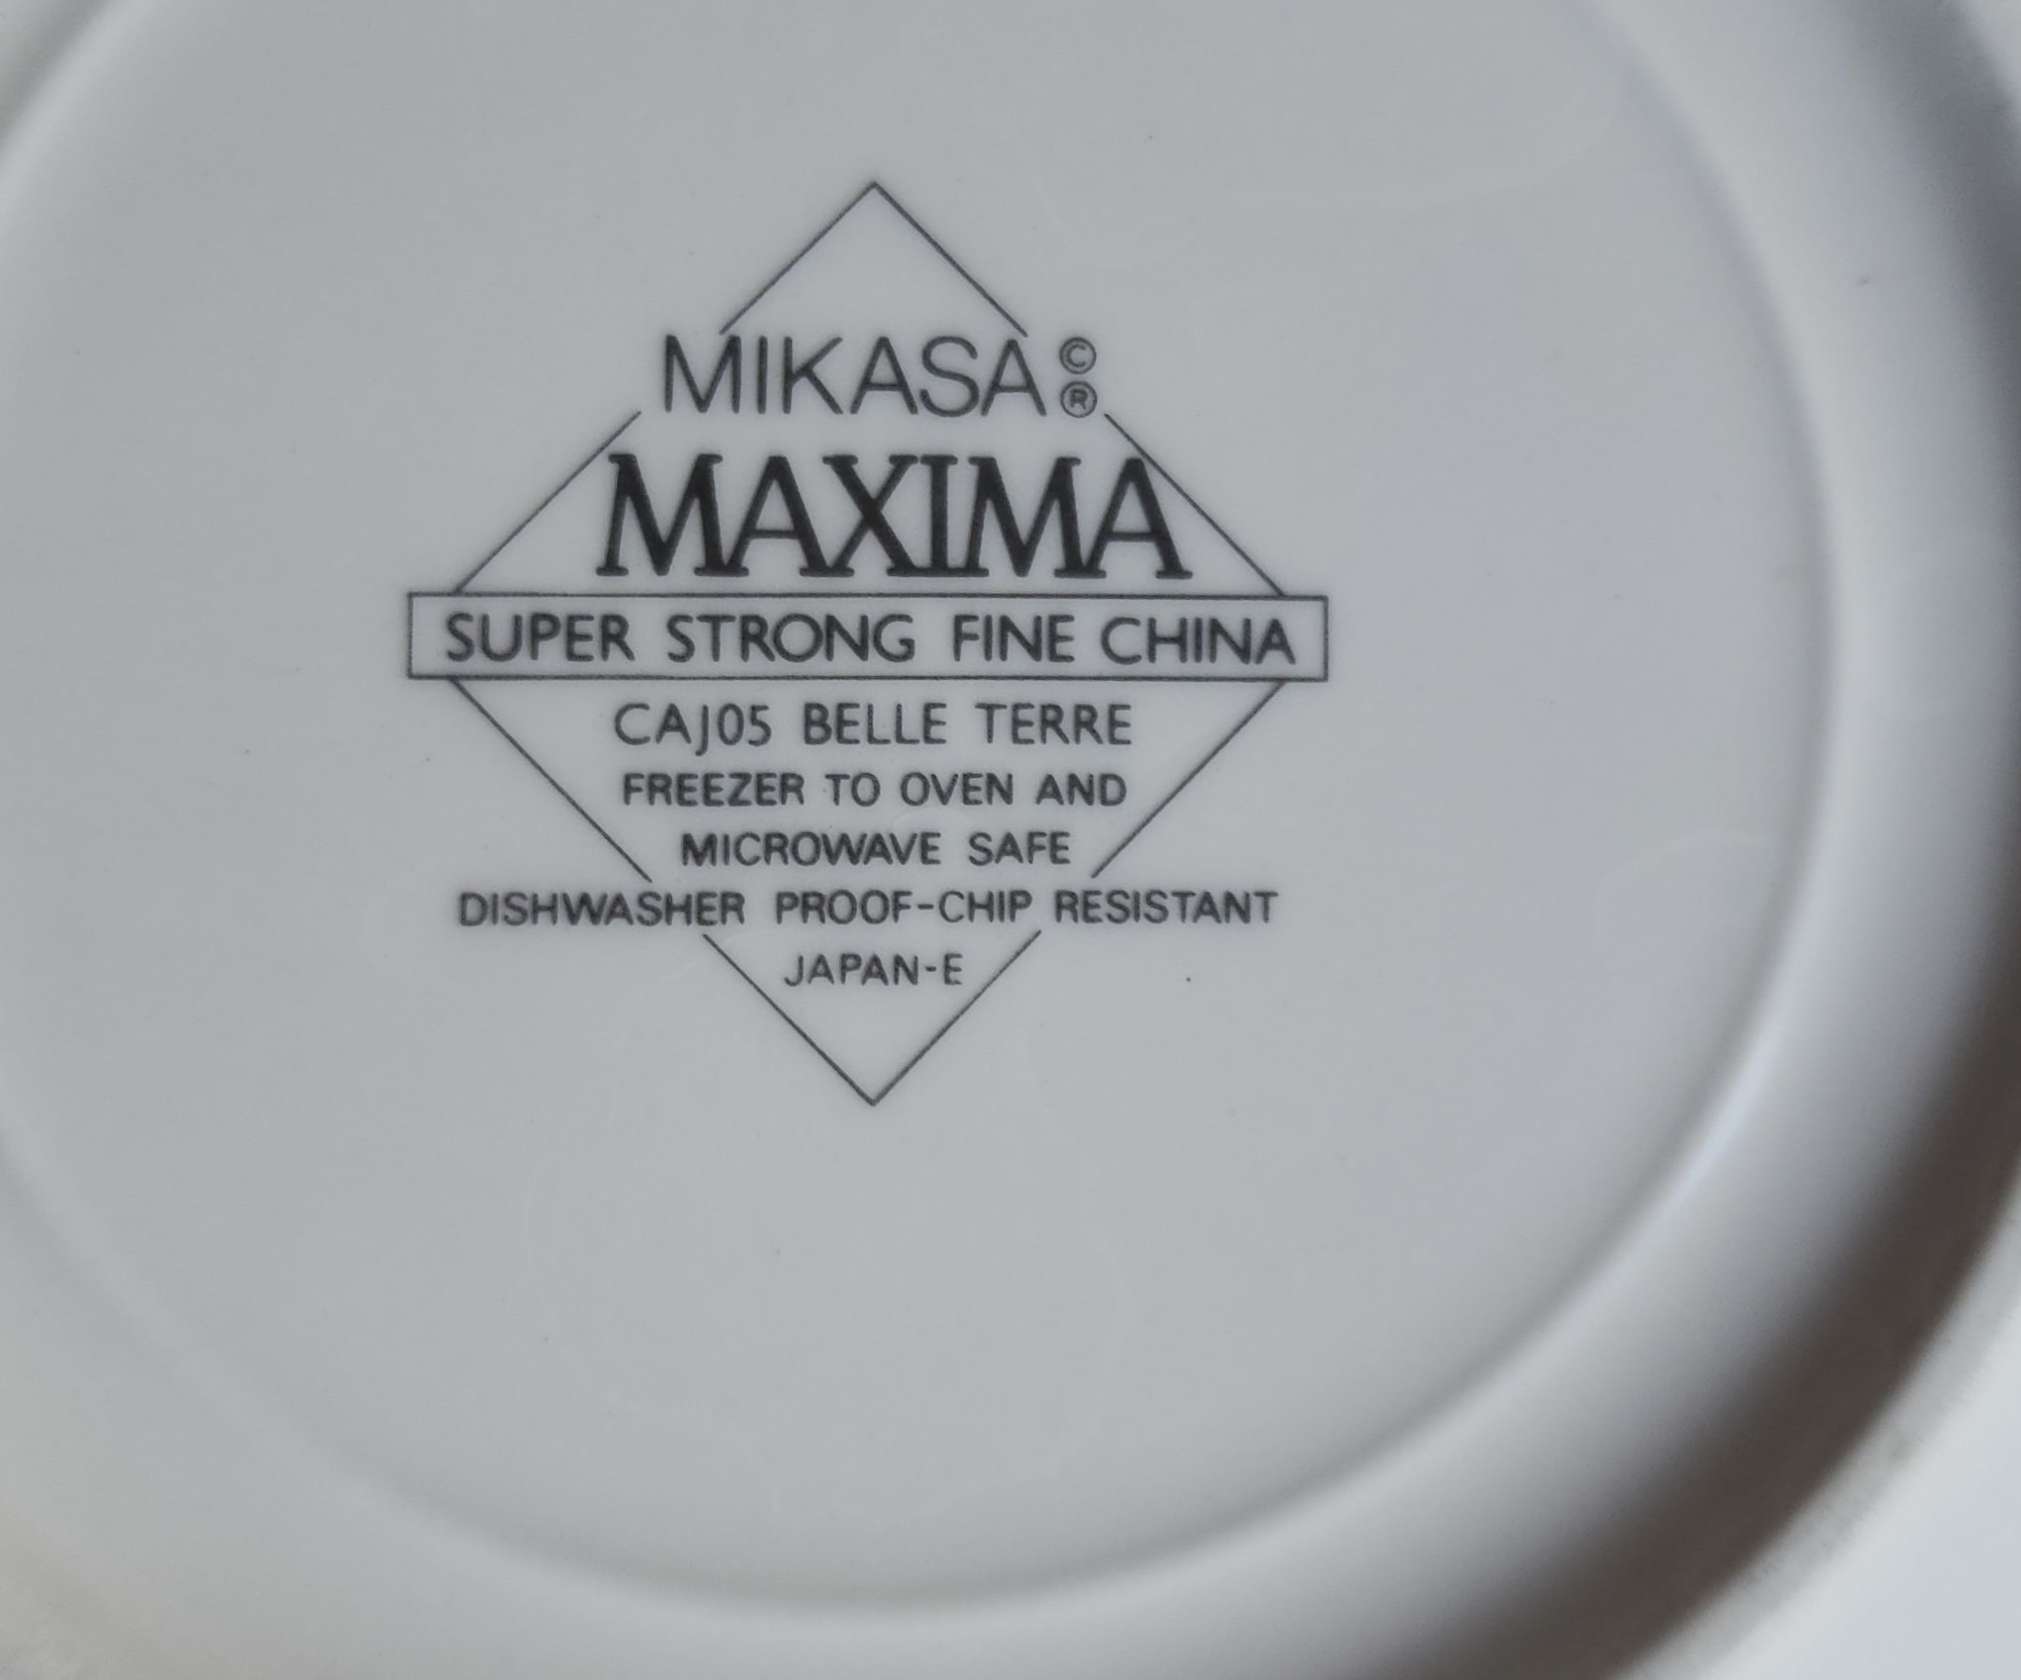 MIKASA ©
®
MAXIMA
SUPER STRONG FINE CHINA
CAJ05 BELLE TERRE
FREEZER TO OVEN AND
MICROWAVE SAFE
DISHWASHER PROOF-CHIP RESISTANT
JAPAN-E